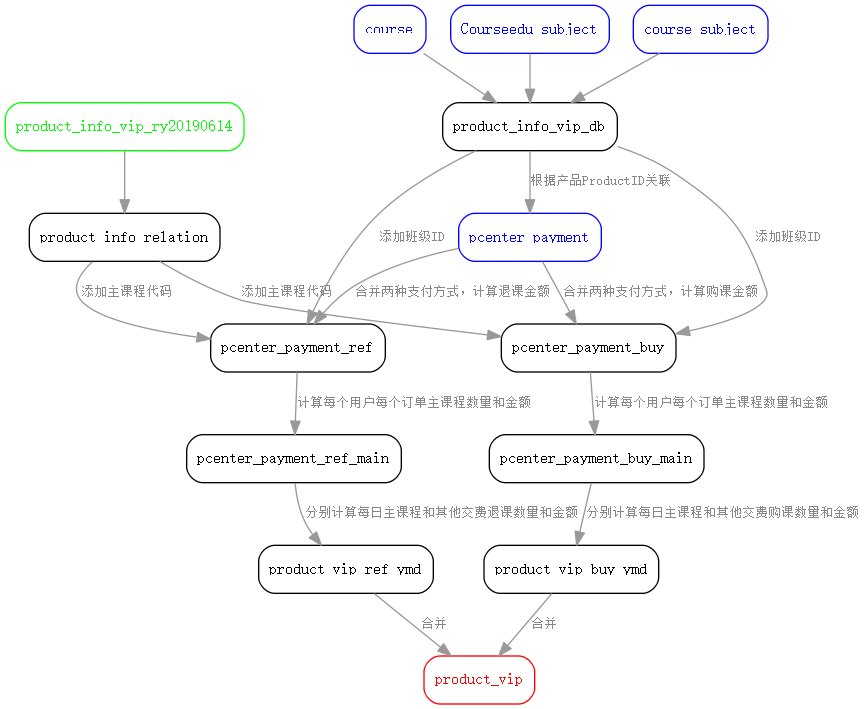 course
Courseedu subject
course subject
product_info_vip_ry20190614
product_info_vip_db
根据产品ProductID关联
product info relation
添加班级ID
pcenter payment
添加班级ID
添加主课程代码
添加主课程代码
合并两种支付方式，计算退课金额
合并两种支付方式，计算购课金额
pcenter_payment_ref
pcenter_payment_buy
计算每个用户每个订单主课程数量和金额
计算每个用户每个订单主课程数量和金额
pcenter_payment_ref_main
pcenter_payment_buy_main
分别计算每日主课程和其他交费退课数量和金额
分别计算每日主课程和其他交费购课数量和金额
product vip ref ymd
product vip buy ymd
合并
合并
product_vip